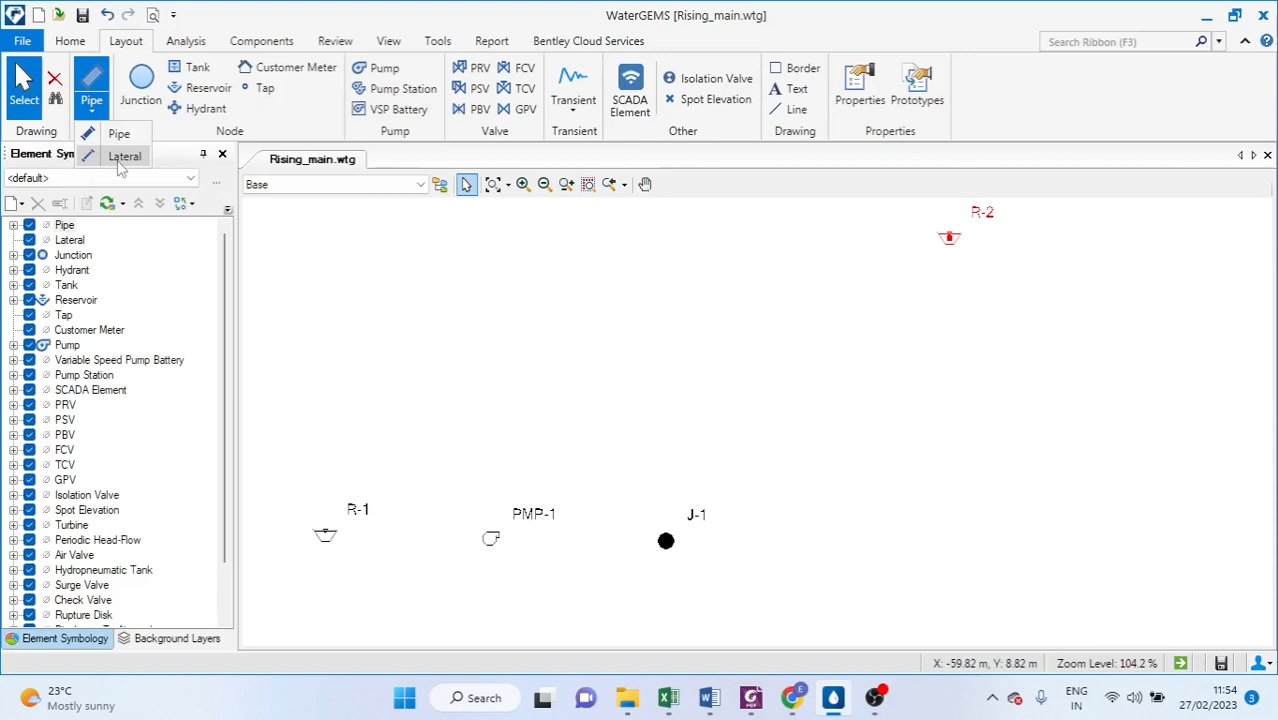 WaterGEMS [Rising_main.wtg]
File Home Layout Analysis Components Review View Tools Report Bentley Cloud Services
Search Ribbon (F3)
Select
Drawing
Pipe
Pipe
Lateral
Junction
Tank
Reservoir
Hydrant
Customer Meter
Tap
Node
Pump
Pump Station
VSP Battery
Pump
PRV FCV
PSV TCV
PBV GPV
Valve
Transient
Transient
SCADA
Element
Isolation Valve
Spot Elevation
Other
Border
Text
Line
Drawing
Properties Prototypes
Properties
Element Sy
<default>
Pipe
Lateral
Junction
Hydrant
Tank
Reservoir
Tap
Customer Meter
Pump
Variable Speed Pump Battery
Pump Station
SCADA Element
PRV
PSV
PBV
FCV
TCV
GPV
Isolation Valve
Spot Elevation
Turbine
Periodic Head-Flow
Air Valve
Hydropneumatic Tank
Surge Valve
Check Valve
Rupture Disk
Element Symbology Background Layers
Rising_main.wtg
Base
R-2
R-1
PMP-1
J-1
X: -59.82 m, Y: 8.82 m Zoom Level: 104.2 %
23°C
Mostly sunny
Search
ENG
IN
11:54
27/02/2023
3